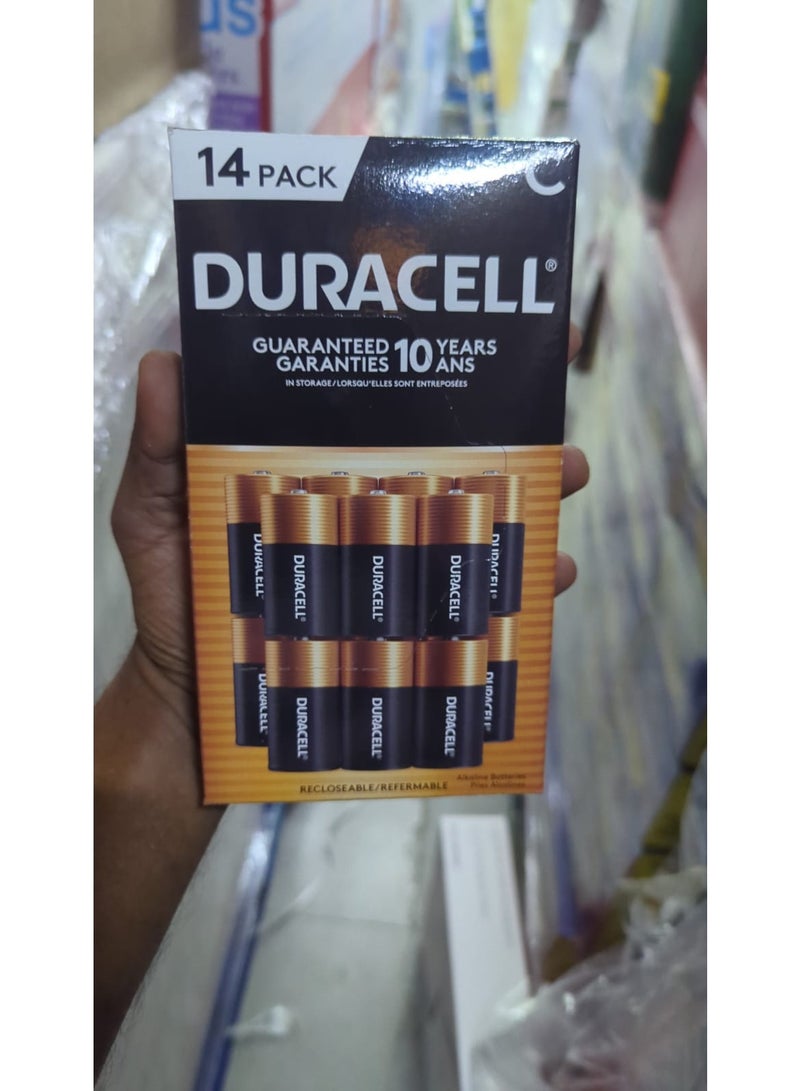 us
14 PACK
C
DURACELL®
GUARANTEED 10 YEARS
GARANTIES ANS
IN STORAGE/LORSQU'ELLES SONT ENTREPOSÉES
DURACELL
DURACELL®
DURACELL®
DURACELL®
DURACELL®
DURACELL
DURACELL®
DURACELL®
DURACELL®
DURACELL
RECLOSEABLE/REFERMABLE
Alkaline Batteries
Piles Alcalines